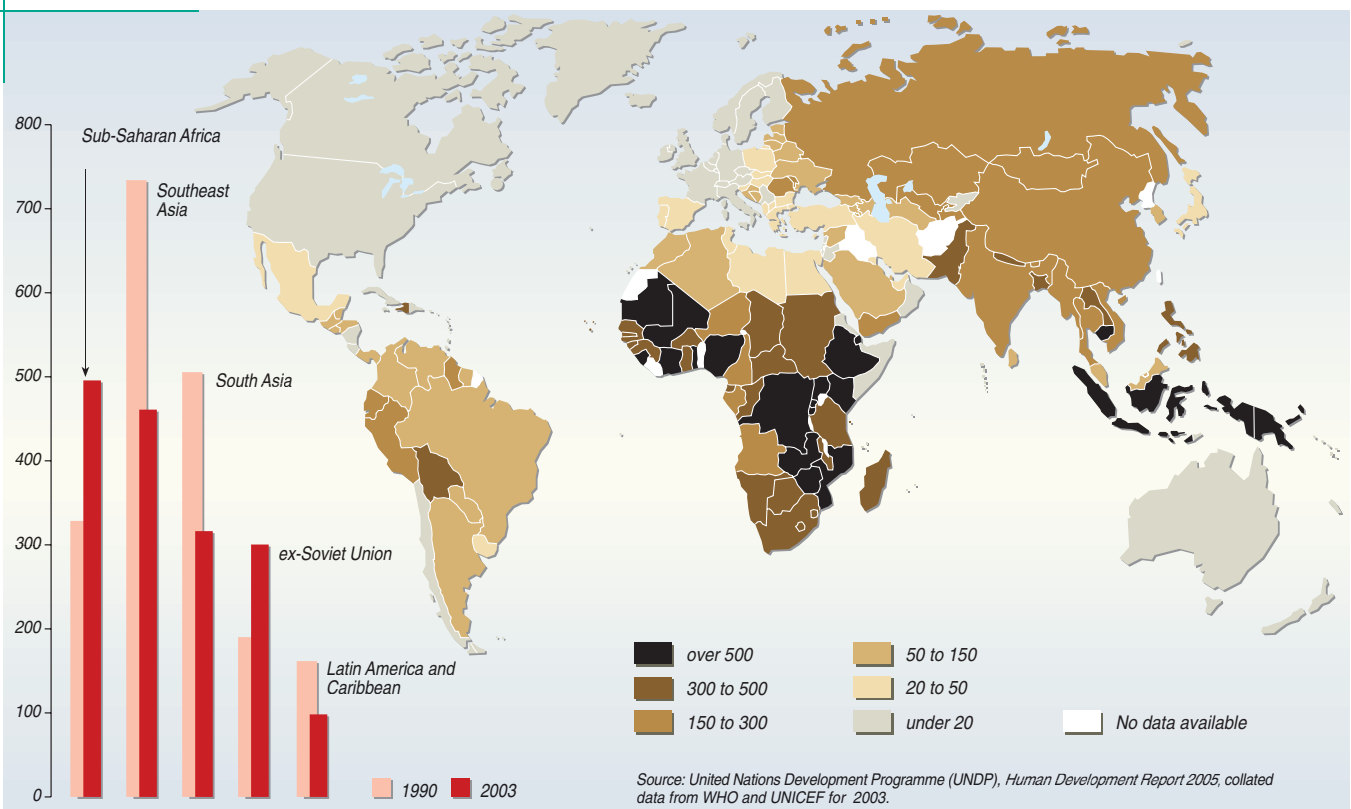 800
700
600
500
400
300
200
100
0
Sub-Saharan Africa
Southeast
Asia
South Asia
ex-Soviet Union
Latin America and
Caribbean
1990
2003
over 500
300 to 500
150 to 300
50 to 150
20 to 50
under 20
No data available
Source: United Nations Development Programme (UNDP), Human Development Report 2005, collated
data from WHO and UNICEF for 2003.